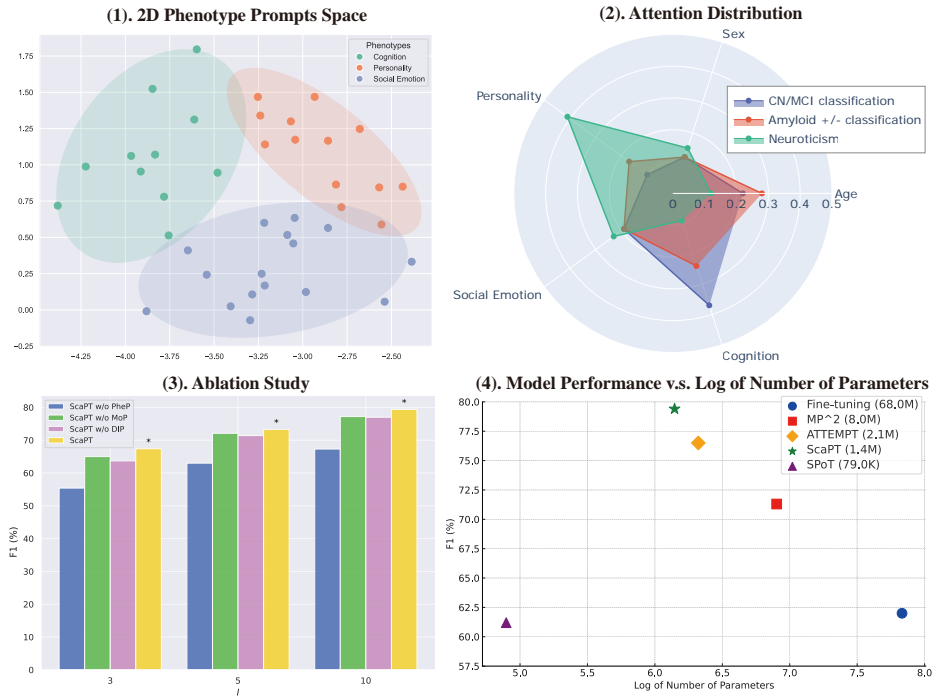 (1). 2D Phenotype Prompts Space
Phenotypes
Cognition
Personality
Social Emotion
1.75
1.50
1.25
1.00
0.75
0.50
0.25
0.00
−0.25
−4.25
−4.00
−3.75
−3.50
−3.25
−3.00
−2.75
−2.50
(2). Attention Distribution
Sex
Personality
CN/MCI classification
Amyloid +/- classification
Neuroticism
Age
0
0.1
0.2
0.3
0.4
0.5
Social Emotion
Cognition
(3). Ablation Study
ScaPT w/o PheP
ScaPT w/o MoP
ScaPT w/o DIP
ScaPT
*
*
*
80
70
60
50
40
30
20
10
0
F1 (%)
3
5
10
l
(4). Model Performance v.s. Log of Number of Parameters
Fine-tuning (68.0M)
MP^2 (8.0M)
ATTEMPT (2.1M)
ScaPT (1.4M)
SPoT (79.0K)
80.0
77.5
75.0
72.5
70.0
67.5
65.0
62.5
60.0
57.5
F1 (%)
5.0
5.5
6.0
6.5
7.0
7.5
8.0
Log of Number of Parameters